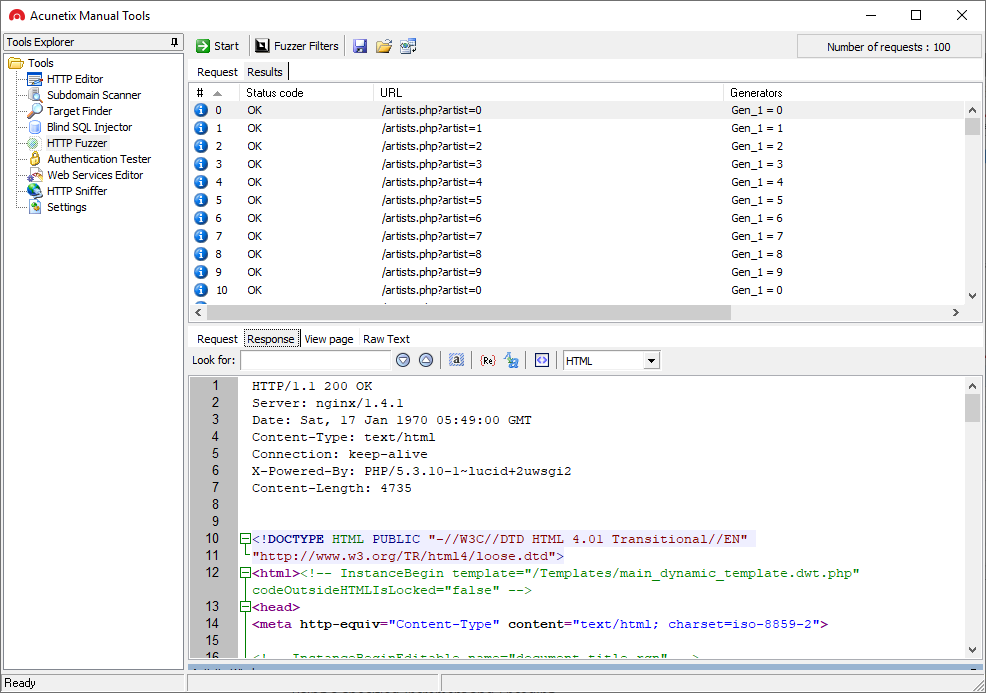 Acunetix Manual Tools
Tools Explorer
Tools
HTTP Editor
Subdomain Scanner
Target Finder
Blind SQL Injector
HTTP Fuzzer
Authentication Tester
Web Services Editor
HTTP Sniffer
Settings
Start Fuzzer Filters Number of requests : 100
Request Results
# Status code URL Generators
0 OK /artists.php?artist=0 Gen_1 = 0
1 OK /artists.php?artist=1 Gen_1 = 1
2 OK /artists.php?artist=2 Gen_1 = 2
3 OK /artists.php?artist=3 Gen_1 = 3
4 OK /artists.php?artist=4 Gen_1 = 4
5 OK /artists.php?artist=5 Gen_1 = 5
6 OK /artists.php?artist=6 Gen_1 = 6
7 OK /artists.php?artist=7 Gen_1 = 7
8 OK /artists.php?artist=8 Gen_1 = 8
9 OK /artists.php?artist=9 Gen_1 = 9
10 OK /artists.php?artist=0 Gen_1 = 0
Request Response View page Raw Text
Look for: a {Re} HTML
1 HTTP/1.1 200 OK
2 Server: nginx/1.4.1
3 Date: Sat, 17 Jan 1970 05:49:00 GMT
4 Content-Type: text/html
5 Connection: keep-alive
6 X-Powered-By: PHP/5.3.10-1~lucid+2uwsgi2
7 Content-Length: 4735
8
9
10 <!DOCTYPE HTML PUBLIC "-//W3C//DTD HTML 4.01 Transitional//EN"
11 "http://www.w3.org/TR/html4/loose.dtd">
12 <html><!-- InstanceBegin template="/Templates/main_dynamic_template.dwt.php"
codeOutsideHTMLIsLocked="false" -->
13 <head>
14 <meta http-equiv="Content-Type" content="text/html; charset=iso-8859-2">
15
16 <!-- InstanceBeginEditable name="document_title_rgn" -->
Ready